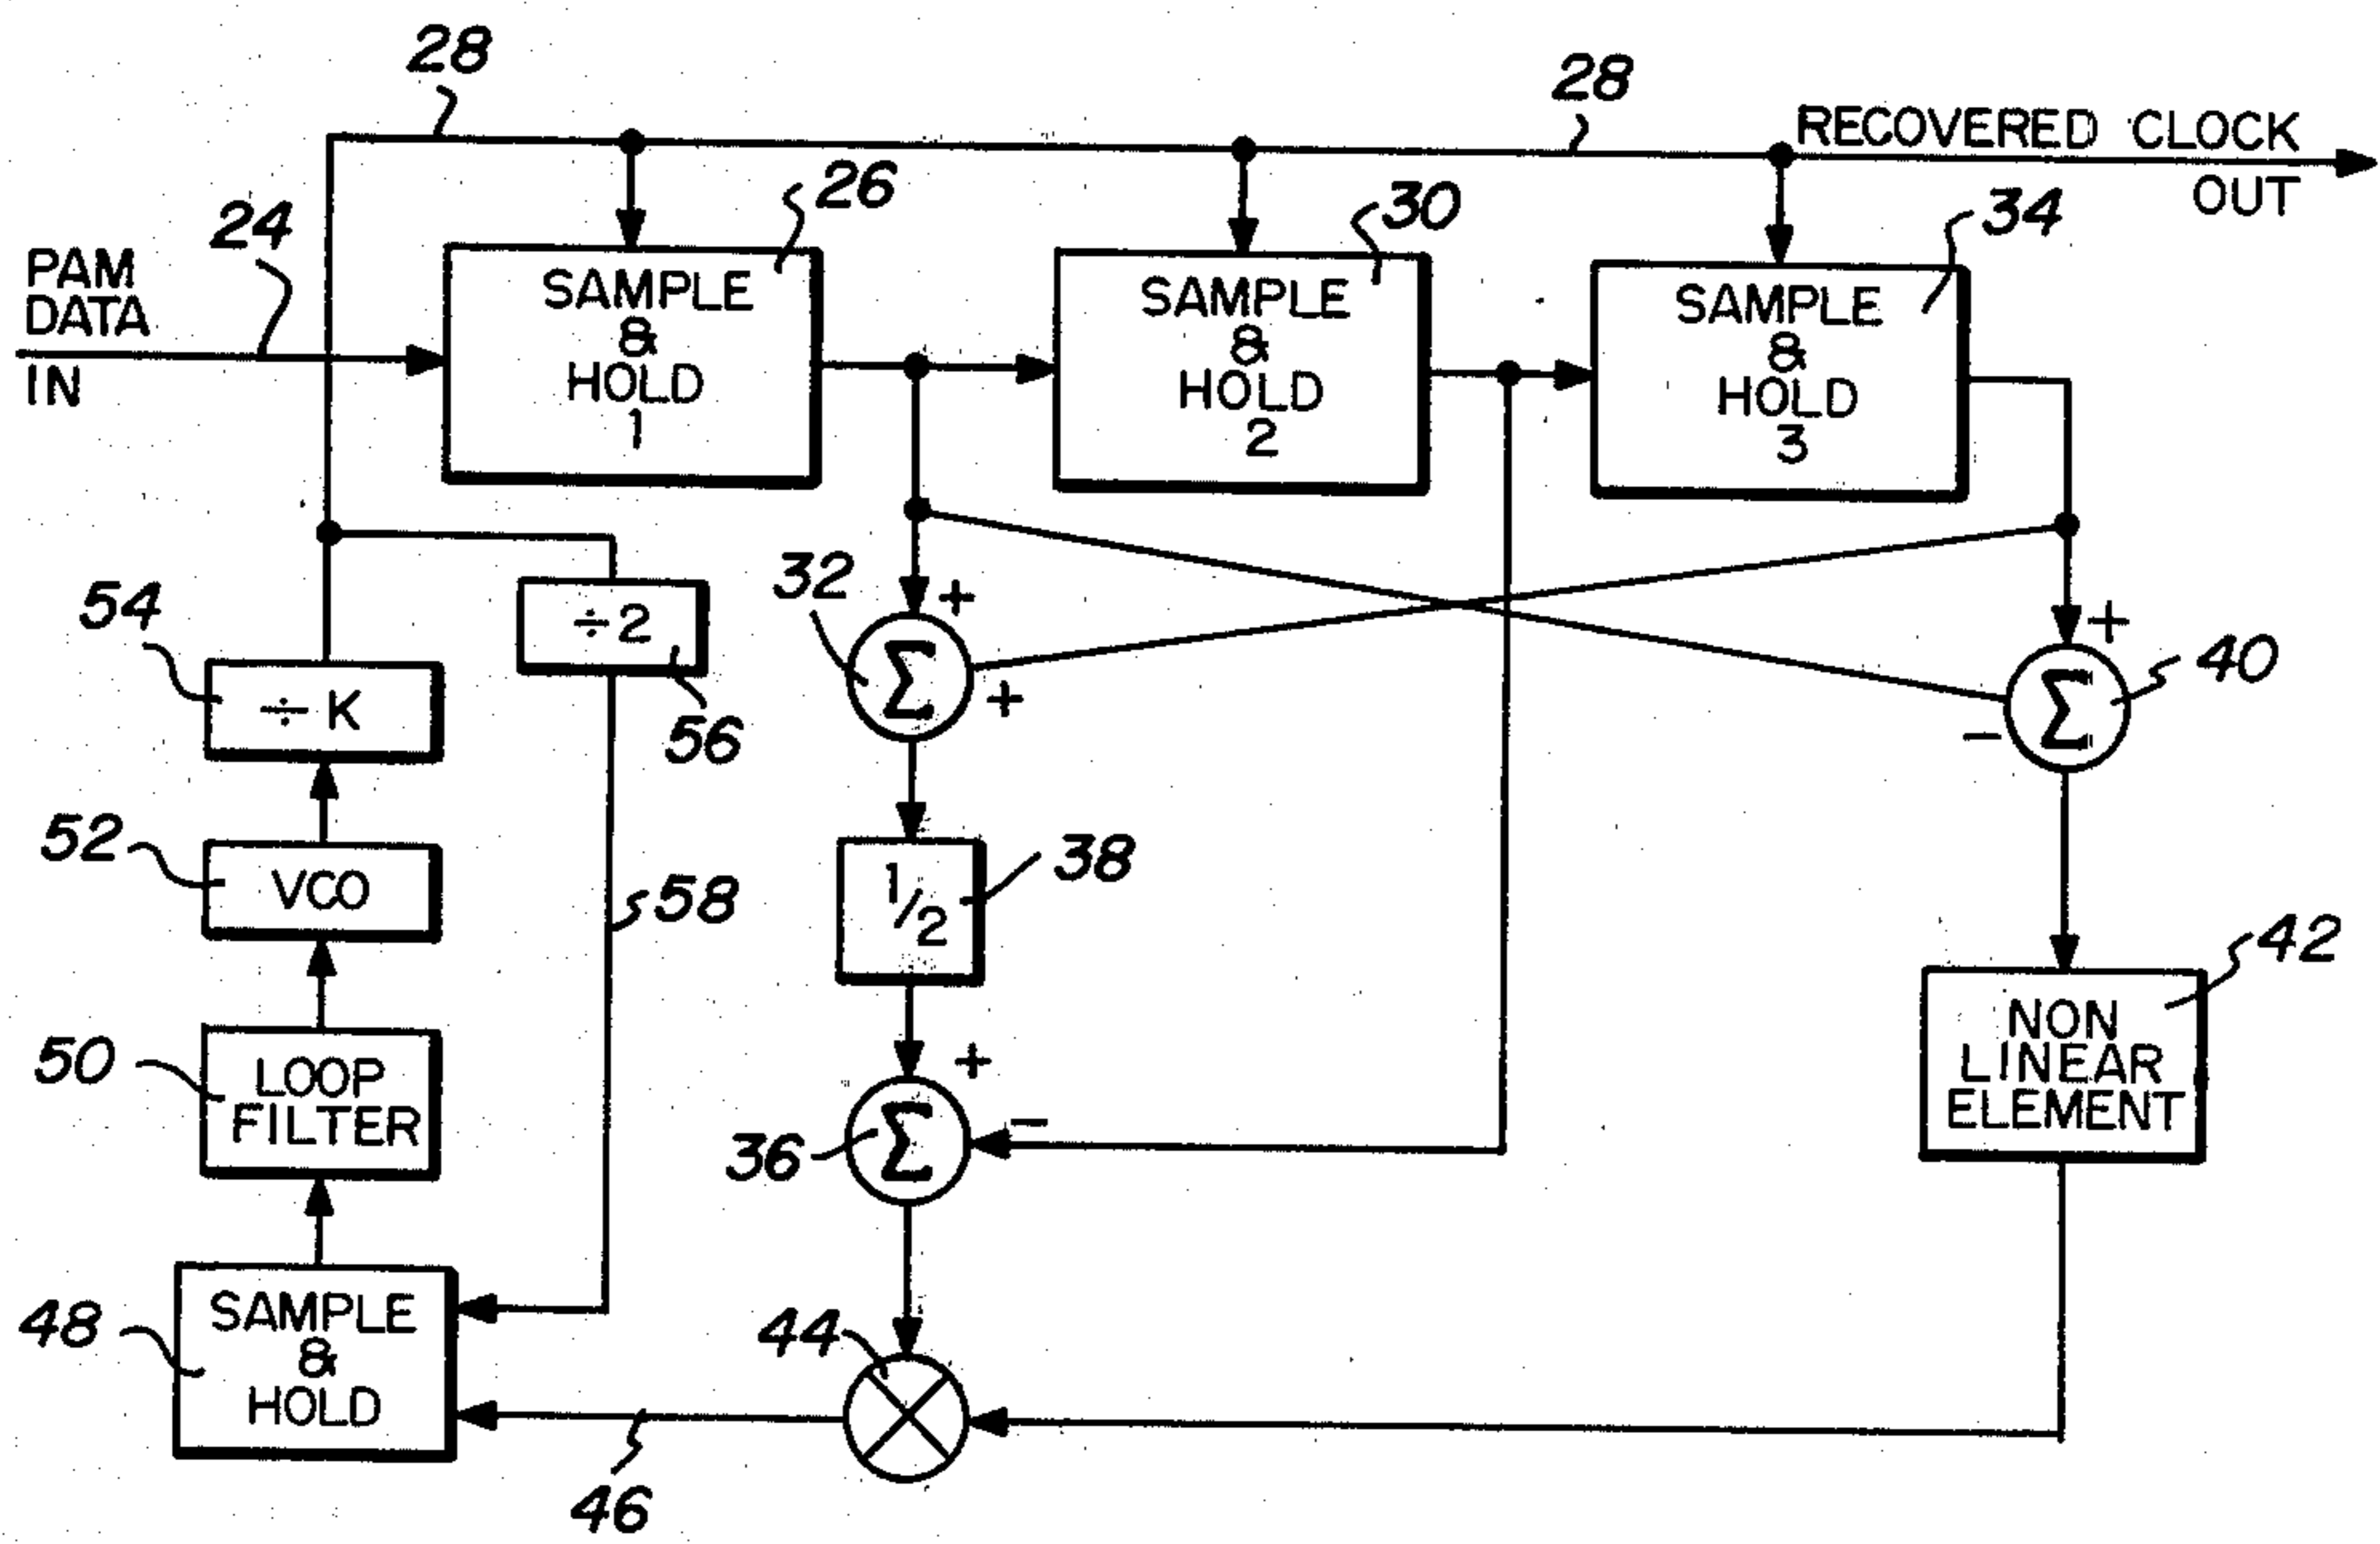 28
28
RECOVERED CLOCK
OUT
24
26
30
34
PAM
DATA
IN
SAMPLE
&
HOLD
1
SAMPLE
&
HOLD
2
SAMPLE
&
HOLD
3
54
÷ K
÷2
56
32
Σ
+
+
+
Σ
−
40
52
VCO
58
1/2
38
42
NON
LINEAR
ELEMENT
50
LOOP
FILTER
36
Σ
+
−
48
SAMPLE
&
HOLD
44
46